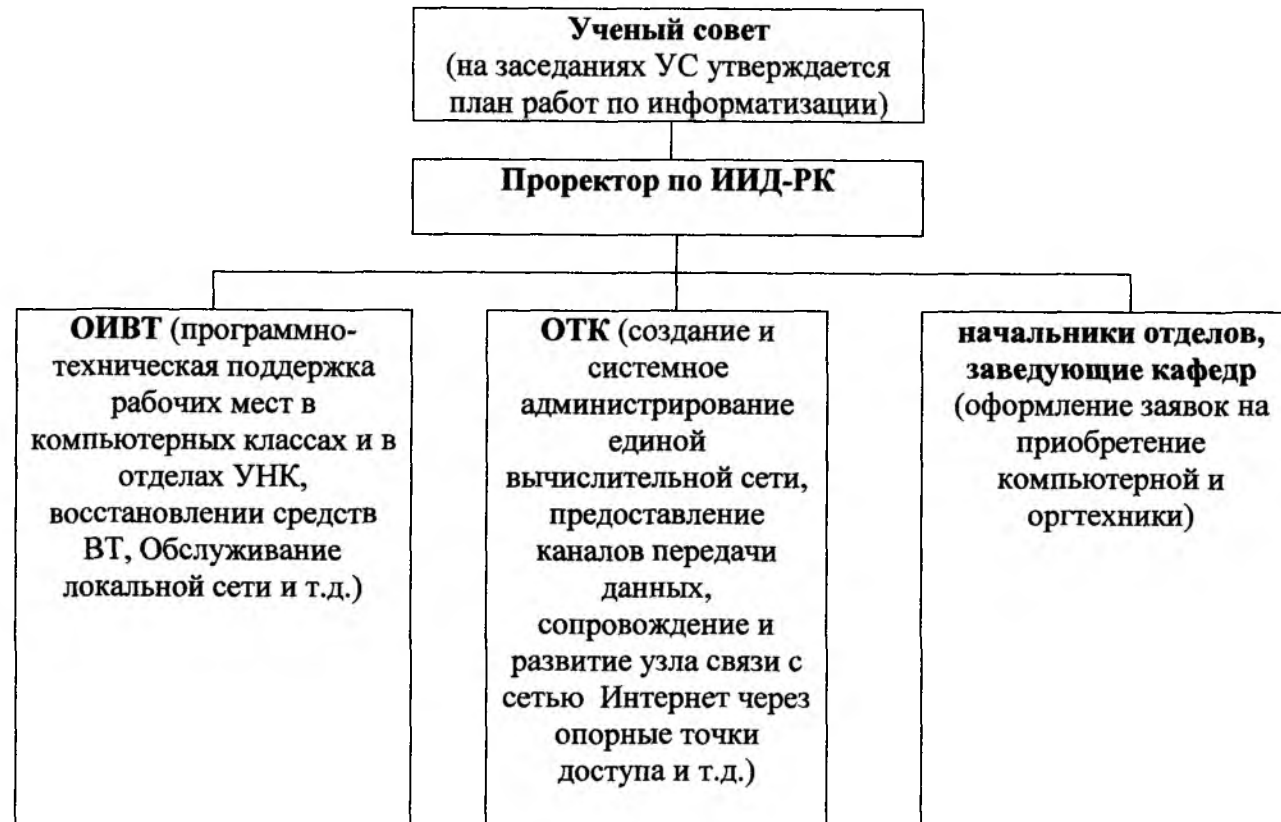 Ученый совет
(на заседаниях УС утверждается
план работ по информатизации)
Проректор по ИИД-РК
ОИВТ (программно-
техническая поддержка
рабочих мест в
компьютерных классах и в
отделах УНК,
восстановлении средств
ВТ, Обслуживание
локальной сети и т.д.)
ОТК (создание и
системное
администрирование
единой
вычислительной сети,
предоставление
каналов передачи
данных,
сопровождение и
развитие узла связи с
сетью Интернет через
опорные точки
доступа и т.д.)
начальники отделов,
заведующие кафедр
(оформление заявок на
приобретение
компьютерной и
оргтехники)